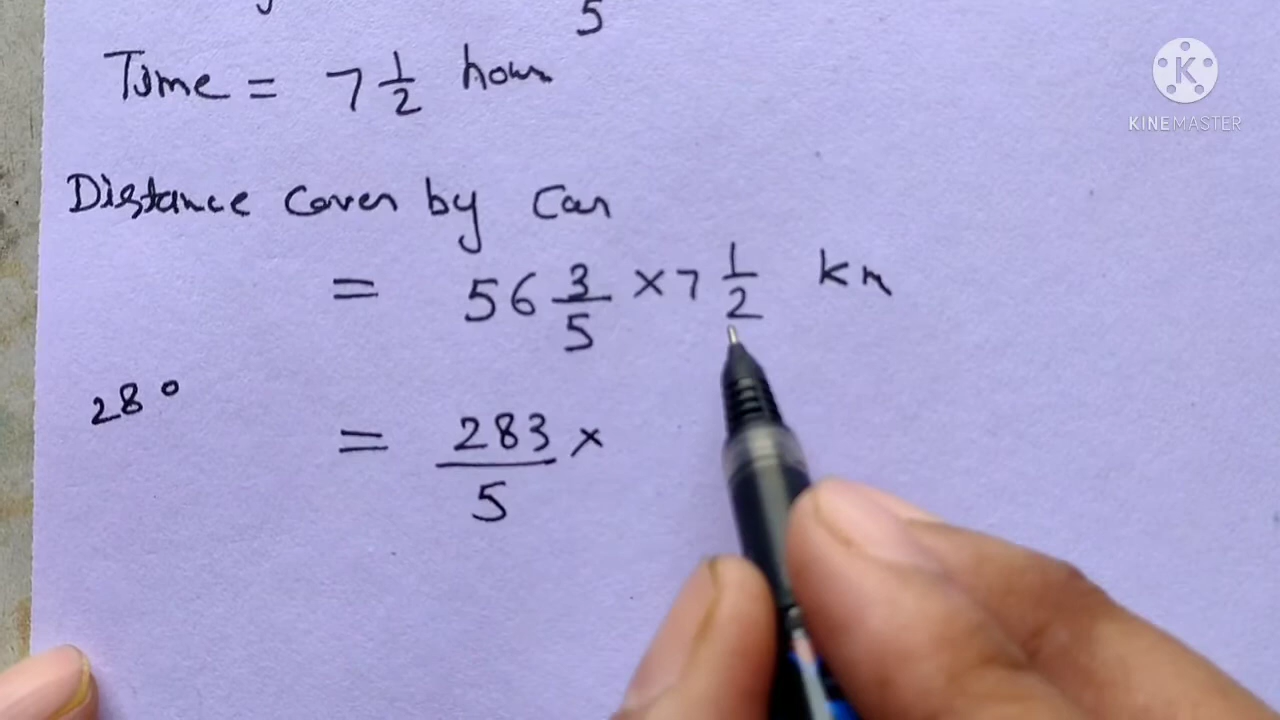 5
Time = 7 1/2 hour
Distance cover by Car
= 56 3/5 × 7 1/2 km
280
= 283/5 ×
K
KINEMASTER